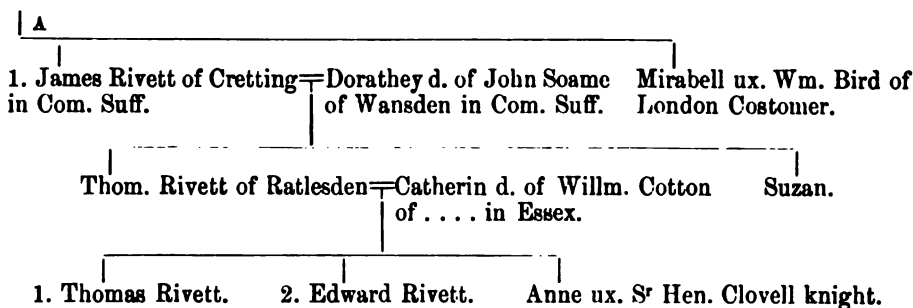 A
1. James Rivett of Cretting Dorathey d. of John Soame Mirabell ux. Wm. Bird of
in Com. Suff. of Wansden in Com. Suff. London Costomer.
Thom. Rivett of Ratlesden Catherin d. of Willm. Cotton Suzan.
of . . . . in Essex.
1. Thomas Rivett. 2. Edward Rivett. Anne ux. Sʳ Hen. Clovell knight.